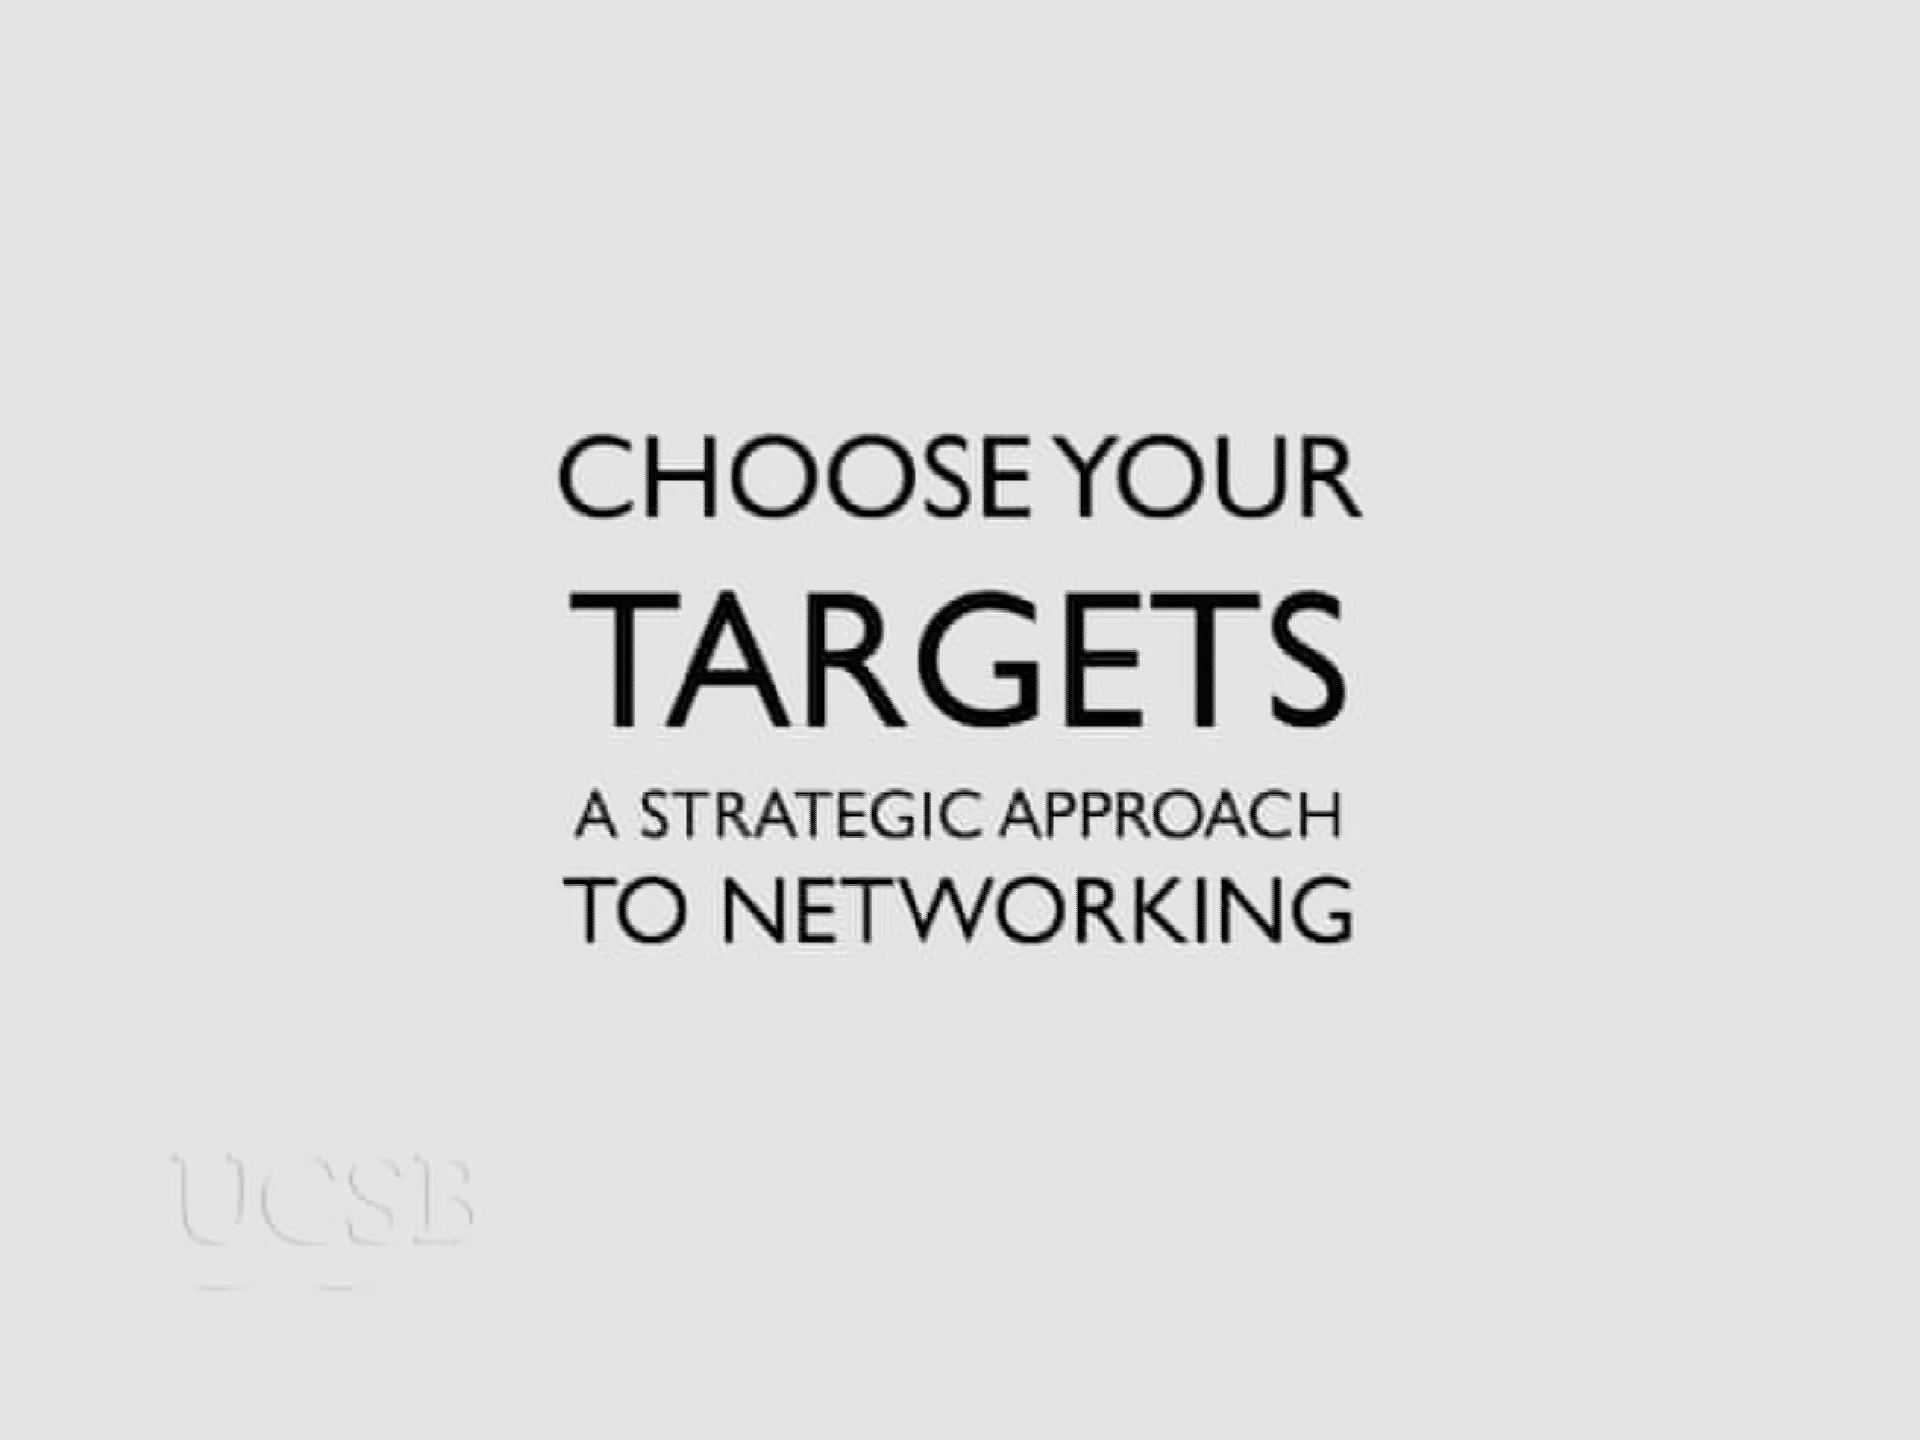 CHOOSE YOUR
TARGETS
A STRATEGIC APPROACH
TO NETWORKING
UCSB